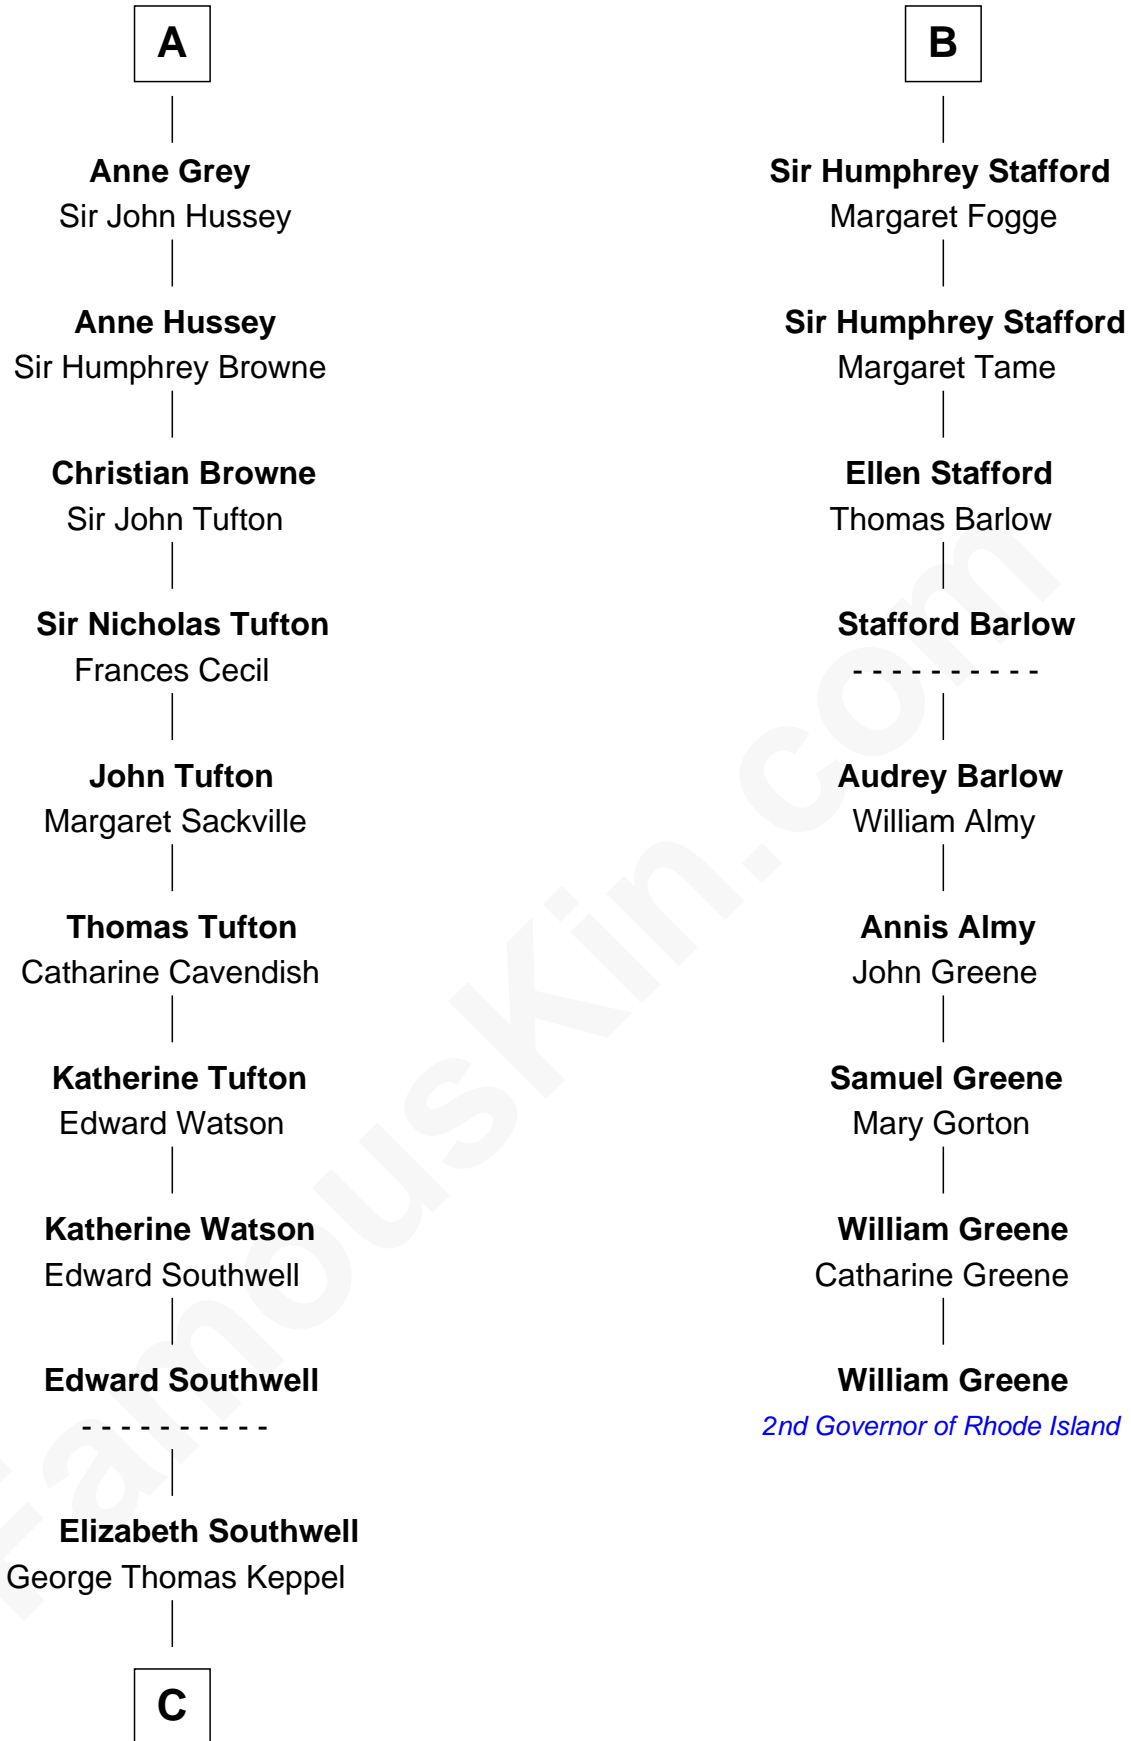 A
Anne Grey
Sir John Hussey
Anne Hussey
Sir Humphrey Browne
Christian Browne
Sir John Tufton
Sir Nicholas Tufton
Frances Cecil
John Tufton
Margaret Sackville
Thomas Tufton
Catharine Cavendish
Katherine Tufton
Edward Watson
Katherine Watson
Edward Southwell
Edward Southwell
- - - - - - - - - -
Elizabeth Southwell
George Thomas Keppel
C
B
Sir Humphrey Stafford
Margaret Fogge
Sir Humphrey Stafford
Margaret Tame
Ellen Stafford
Thomas Barlow
Stafford Barlow
- - - - - - - - - -
Audrey Barlow
William Almy
Annis Almy
John Greene
Samuel Greene
Mary Gorton
William Greene
Catharine Greene
William Greene
2nd Governor of Rhode Island
FamousKin.com